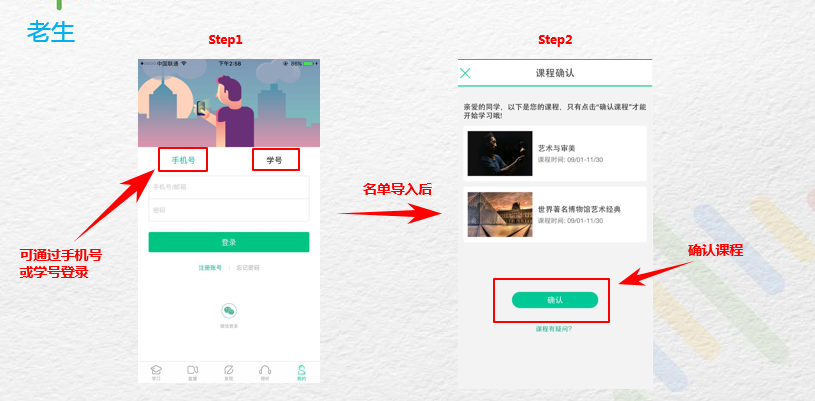 老生
Step1
Step2
中国联通
下午2:58
86%
手机号
学号
手机号/邮箱
密码
登录
注册账号
忘记密码
微信登录
学习
直播
我的
可通过手机号
或学号登录
名单导入后
课程确认
亲爱的同学，以下是您的课程，只有点击“确认课程”才能
开始学习哦!
艺术与审美
课程时间: 09/01-11/30
世界著名博物馆艺术经典
课程时间: 09/01-11/30
确认
课程有疑问?
确认课程